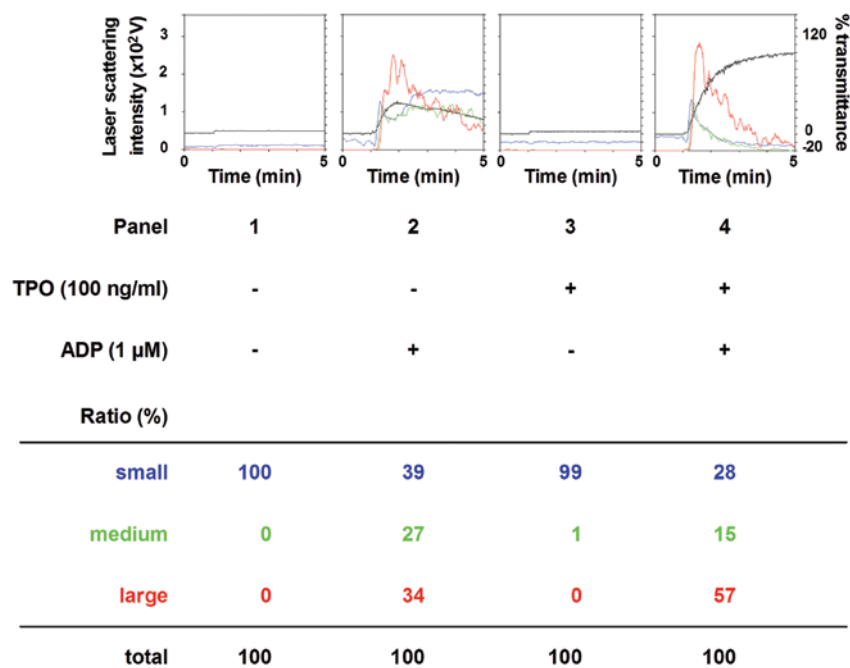 Laser scattering
intensity (x10² V)
3
2
1
0
% transmittance
120
0
-20
0 5 0 5 0 5 0 5
Time (min) Time (min) Time (min) Time (min)
Panel 1 2 3 4
TPO (100 ng/ml) - - + +
ADP (1 µM) - + - +
Ratio (%)
small 100 39 99 28
medium 0 27 1 15
large 0 34 0 57
total 100 100 100 100